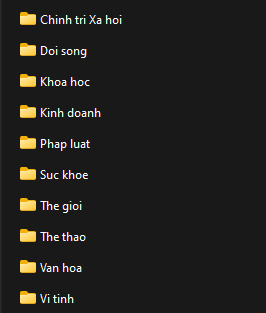 Chinh tri Xa hoi
Doi song
Khoa hoc
Kinh doanh
Phap luat
Suc khoe
The gioi
The thao
Van hoa
Vi tinh